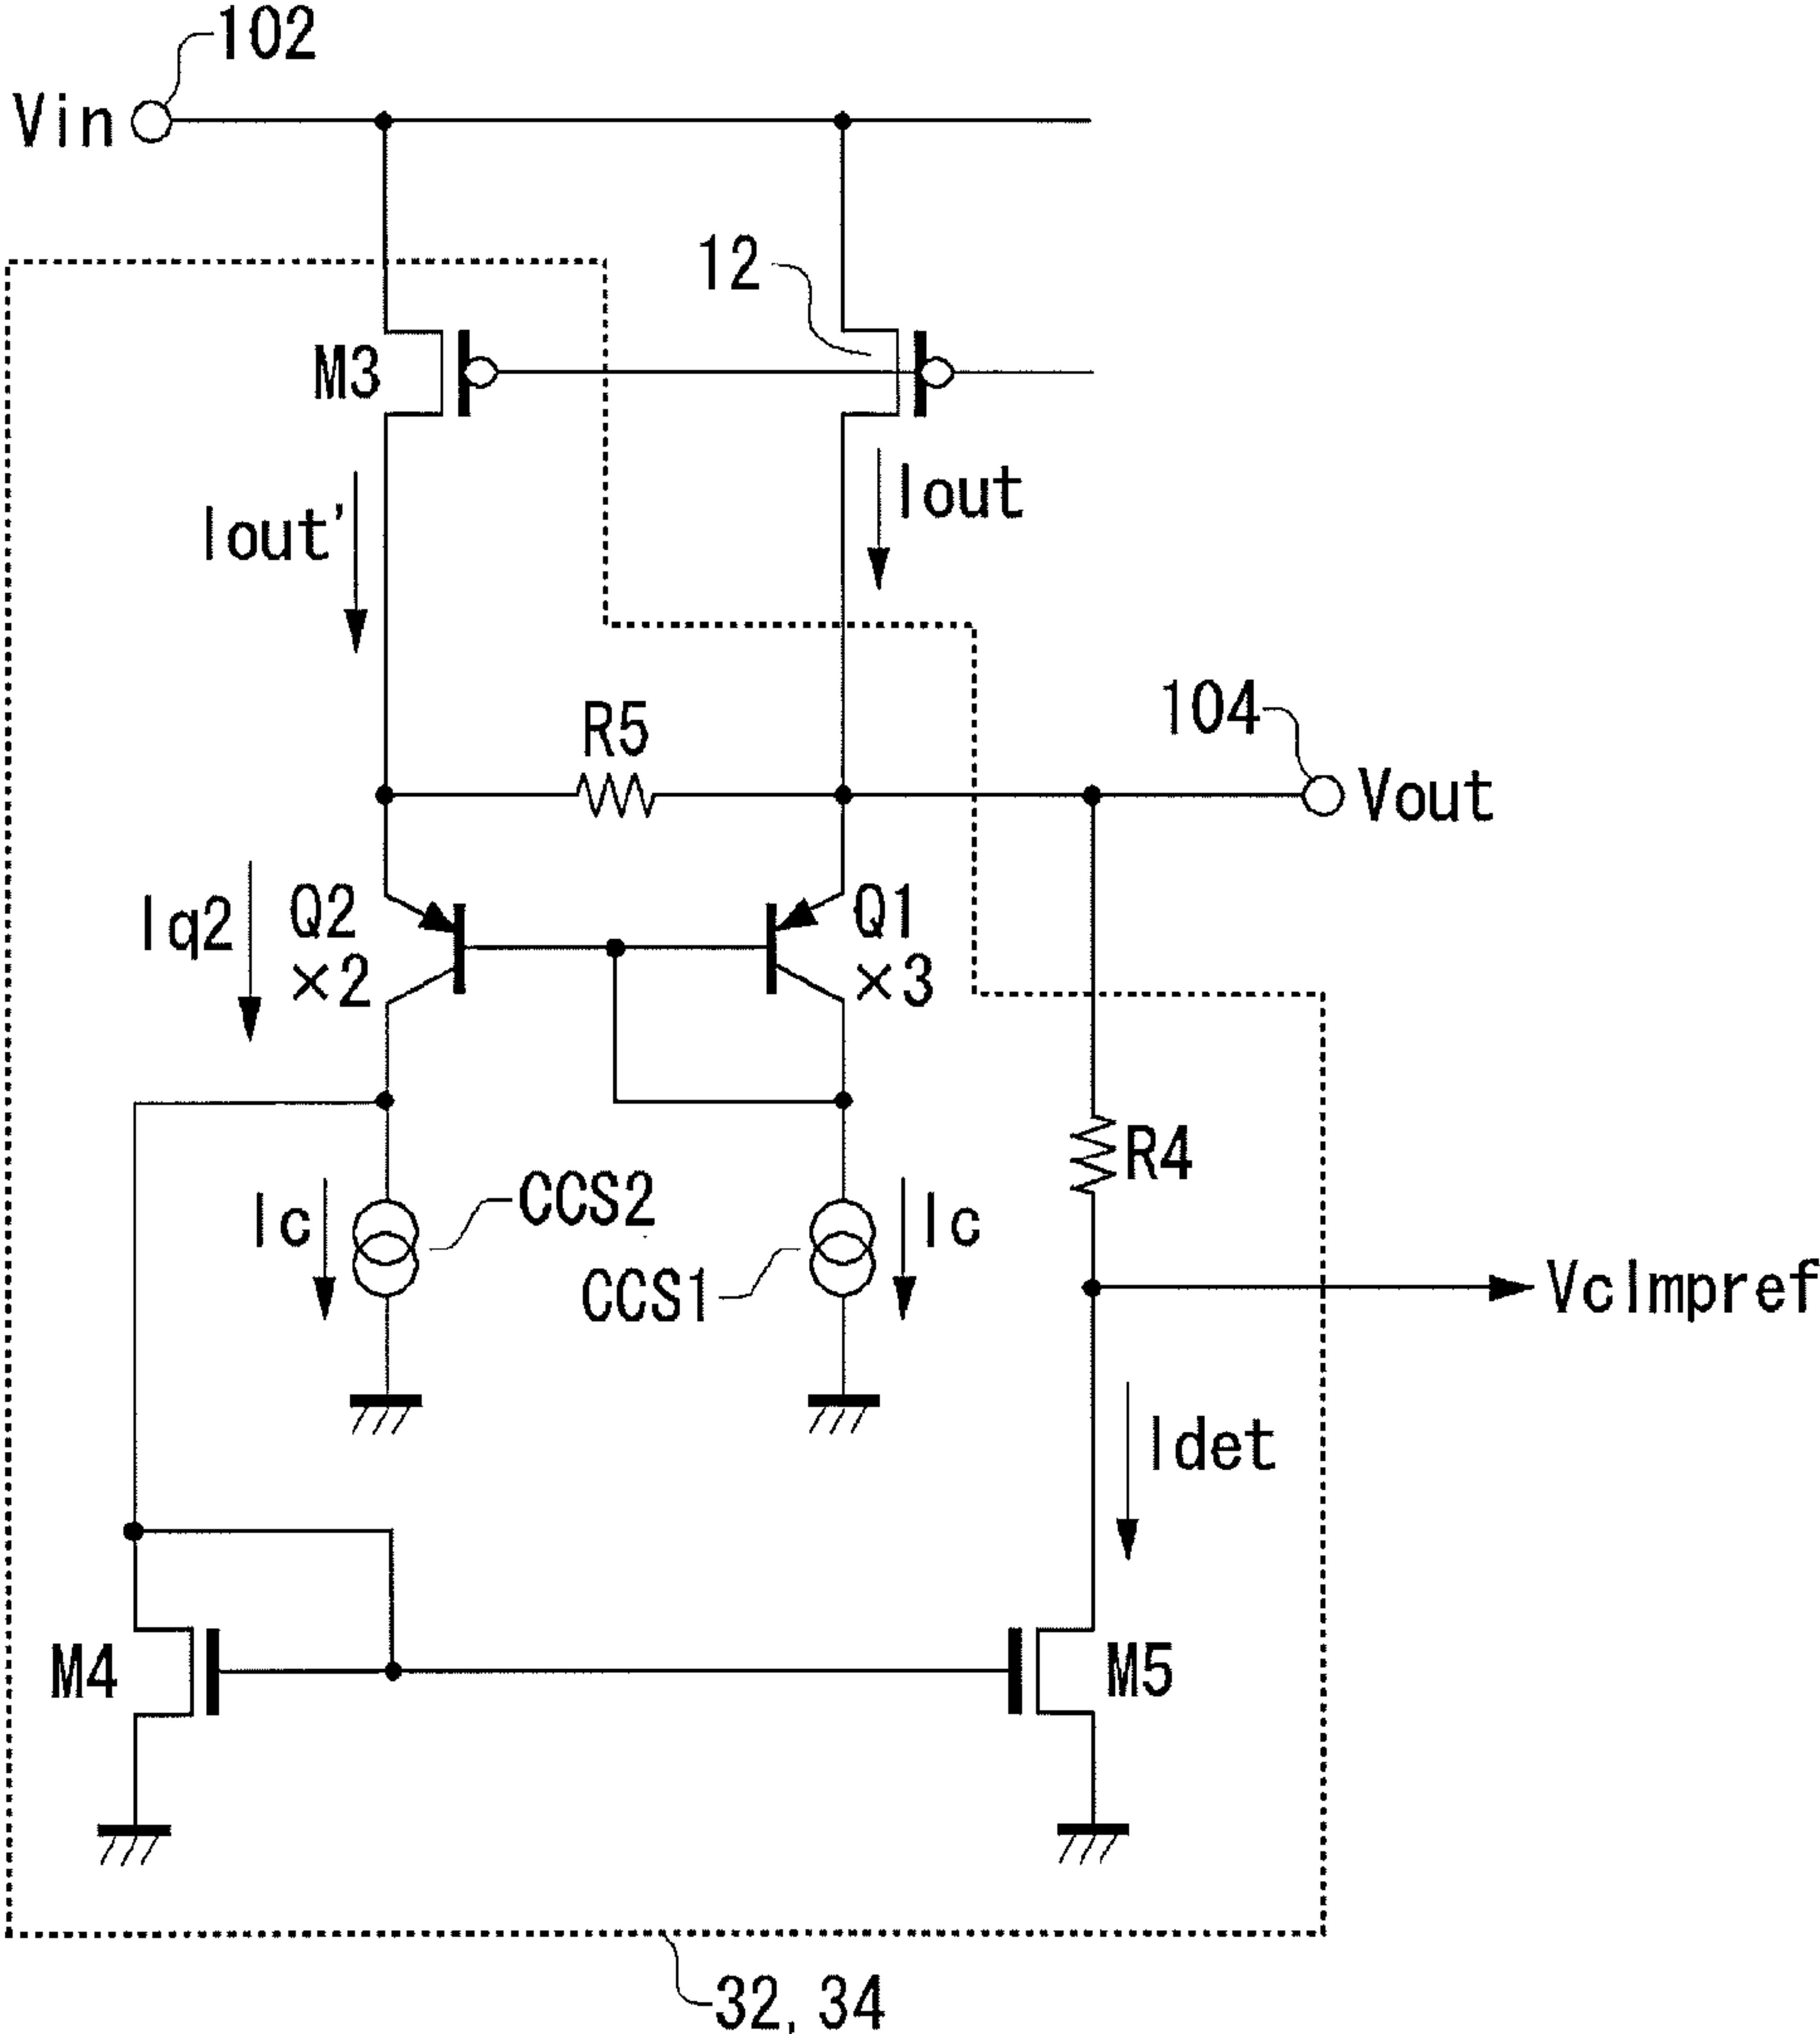 102
Vin
12
M3
Iout
Iout'
104
R5
Vout
Iq2
Q2
×2
Q1
×3
R4
Ic
CCS2
Ic
CCS1
Vclmpref
Idet
M4
M5
32, 34